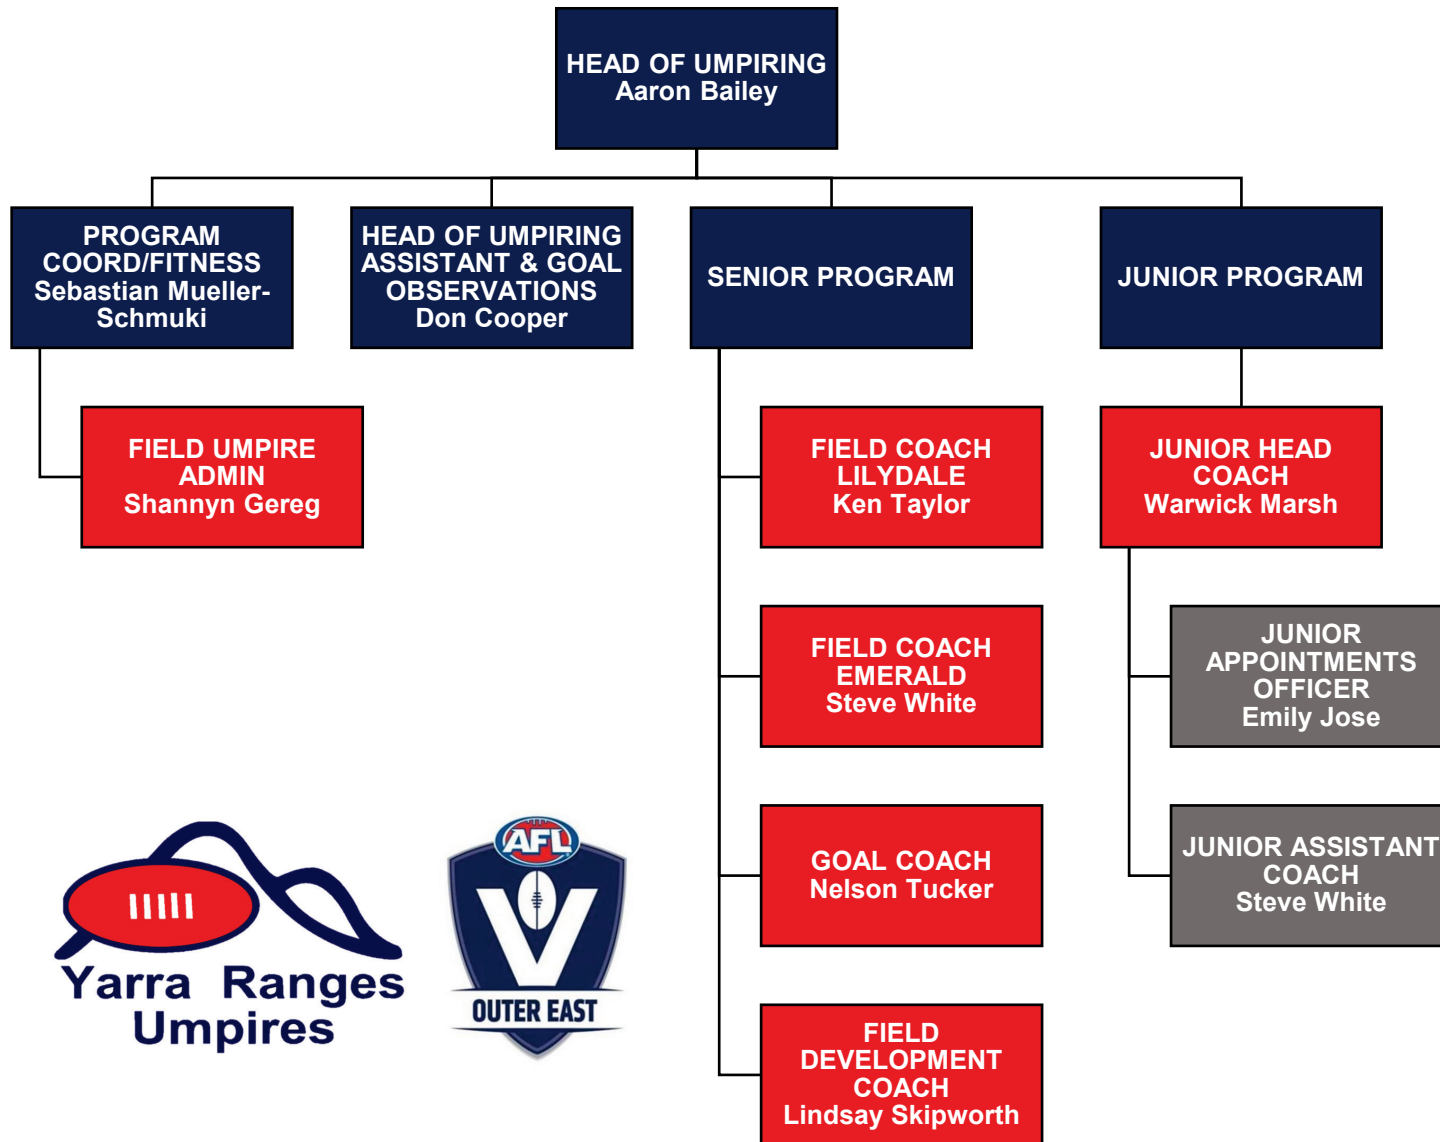 HEAD OF UMPIRING
Aaron Bailey
PROGRAM
COORD/FITNESS
Sebastian Mueller-
Schmuki
HEAD OF UMPIRING
ASSISTANT & GOAL
OBSERVATIONS
Don Cooper
SENIOR PROGRAM
JUNIOR PROGRAM
FIELD UMPIRE
ADMIN
Shannyn Gereg
FIELD COACH
LILYDALE
Ken Taylor
JUNIOR HEAD
COACH
Warwick Marsh
FIELD COACH
EMERALD
Steve White
JUNIOR
APPOINTMENTS
OFFICER
Emily Jose
GOAL COACH
Nelson Tucker
JUNIOR ASSISTANT
COACH
Steve White
FIELD
DEVELOPMENT
COACH
Lindsay Skipworth
Yarra Ranges
Umpires
AFL
V
OUTER EAST